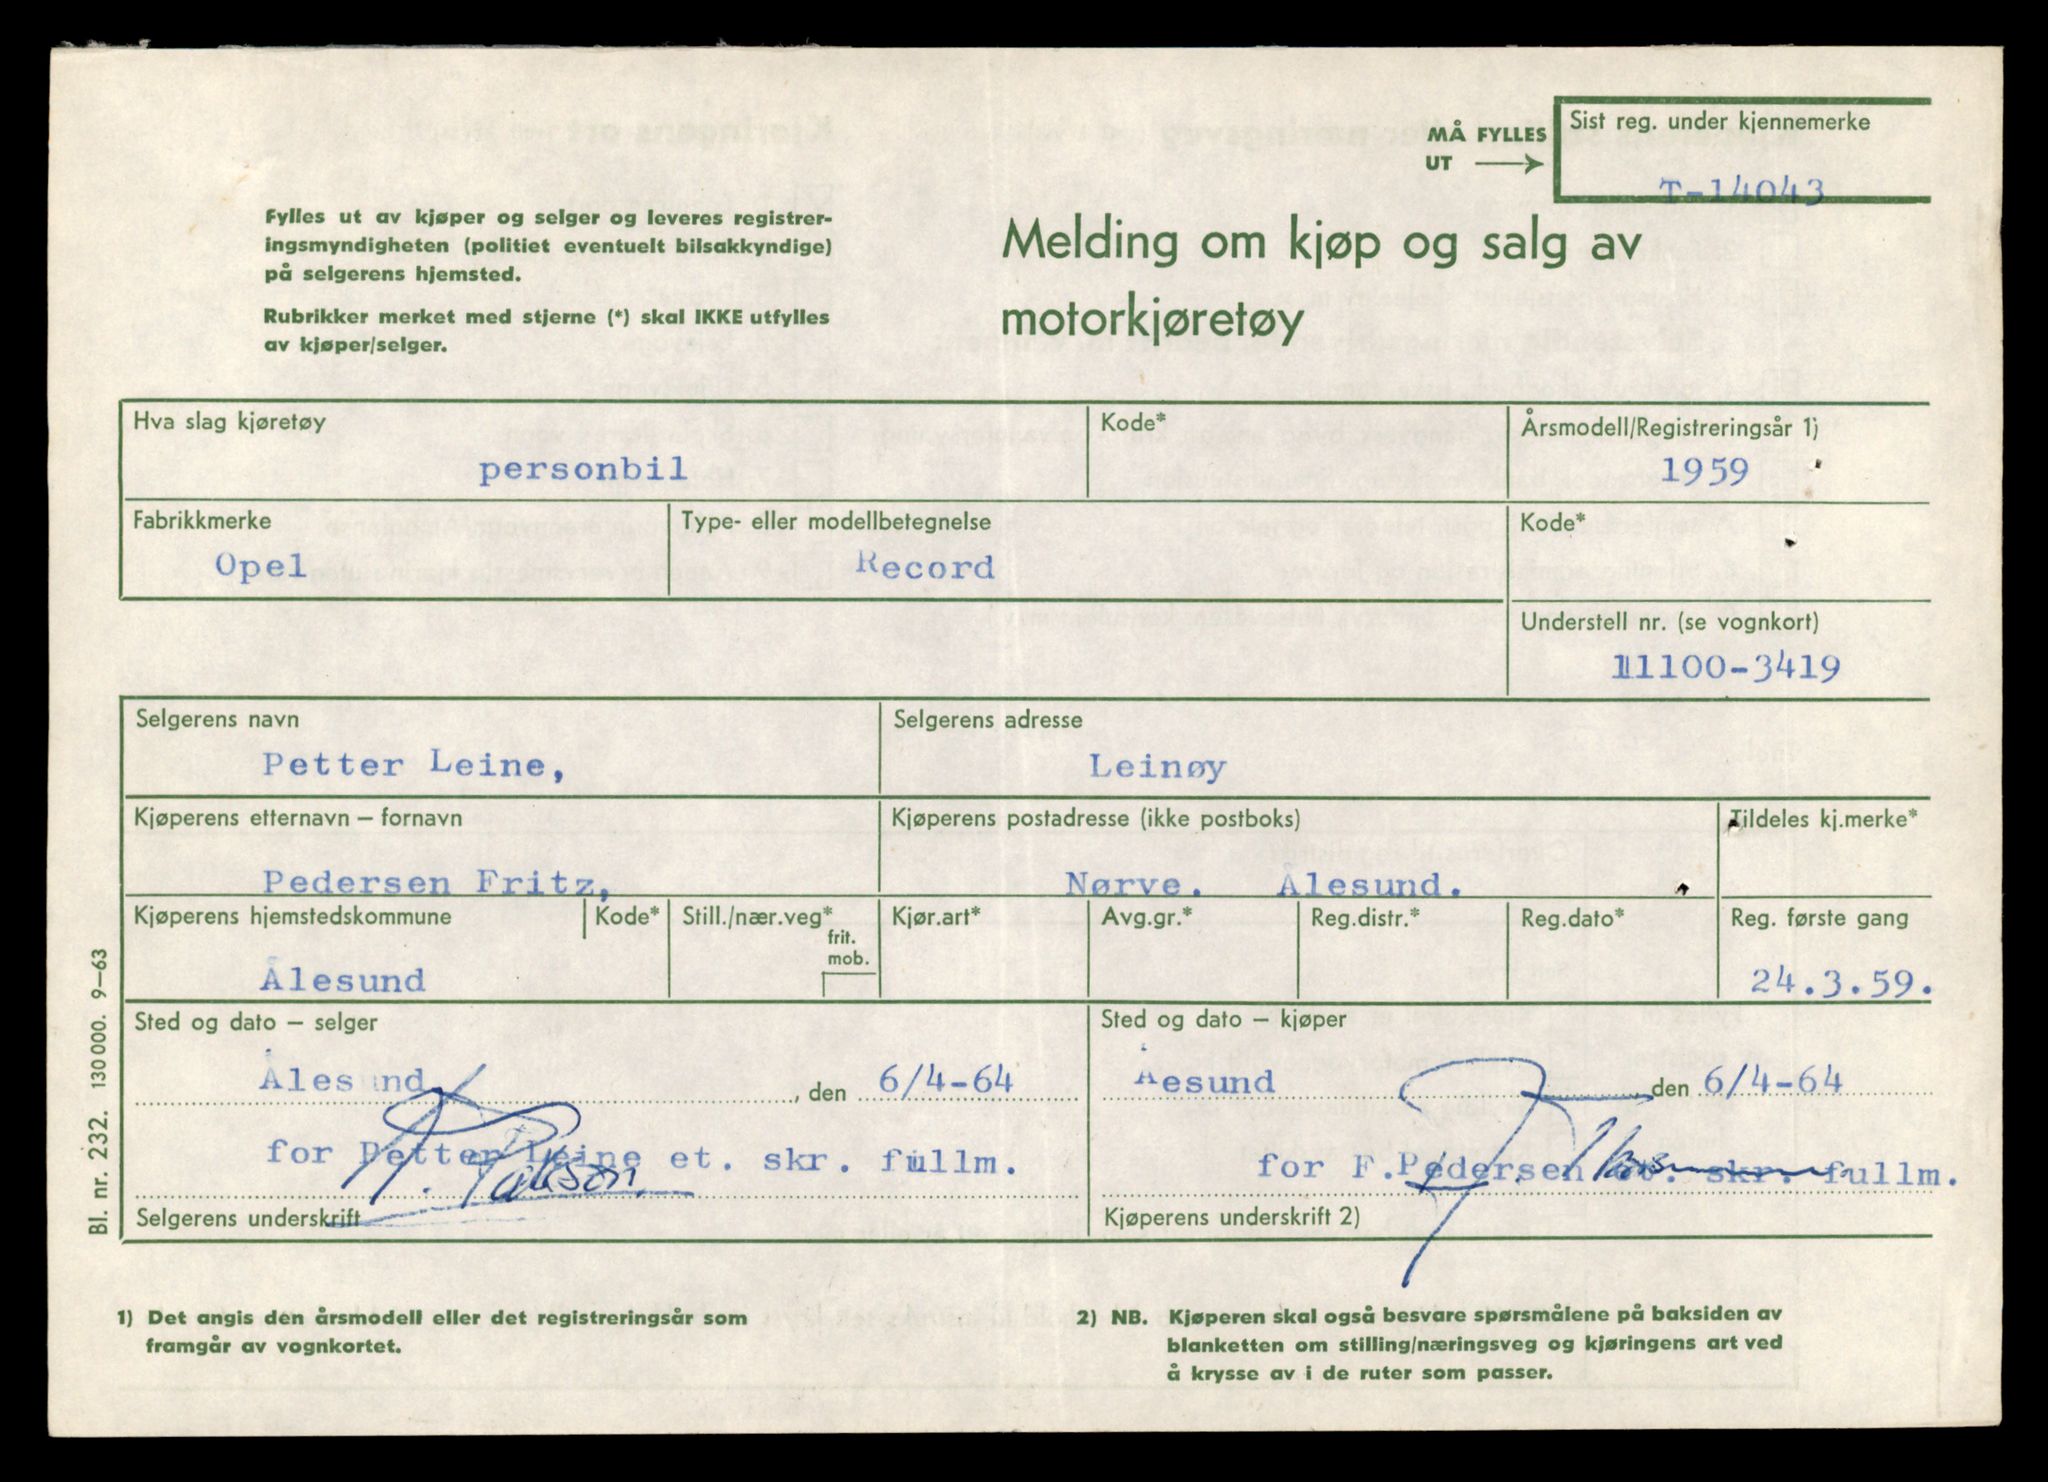 MÅ FYLLES
UT
Sist reg. under kjennemerke
T-14043
Fylles ut av kjøper og selger og leveres registrer-
ingsmyndigheten (politiet eventuelt bilsakkyndige)
på selgerens hjemsted.
Rubrikker merket med stjerne (*) skal IKKE utfylles
av kjøper/selger.
Melding om kjøp og salg av
motorkjøretøy
Hva slag kjøretøy
personbil
Kode*
Årsmodell/Registreringsår 1)
1959
Fabrikkmerke
Opel
Type- eller modellbetegnelse
Record
Kode*
Understell nr. (se vognkort)
11100-3419
Selgerens navn
Petter Leine,
Selgerens adresse
Leinøy
Kjøperens etternavn – fornavn
Pedersen Fritz,
Kjøperens postadresse (ikke postboks)
Nørve. Ålesund.
Tildeles kj.merke*
Kjøperens hjemstedskommune
Ålesund
Kode*
Still./nær.veg*
frit.
mob.
Kjør.art*
Avg.gr.*
Reg.distr.*
Reg.dato*
Reg. første gang
24.3.59.
Sted og dato – selger
Ålesund, den 6/4-64
for Petter Leine et. skr. fullm.
Selgerens underskrift
Sted og dato – kjøper
Åesund den 6/4-64
for F.Pedersen et. skr. fullm.
Kjøperens underskrift 2)
Bl. nr. 232. 130 000. 9–63
1) Det angis den årsmodell eller det registreringsår som
framgår av vognkortet.
2) NB. Kjøperen skal også besvare spørsmålene på baksiden av
blanketten om stilling/næringsveg og kjøringens art ved
å krysse av i de ruter som passer.